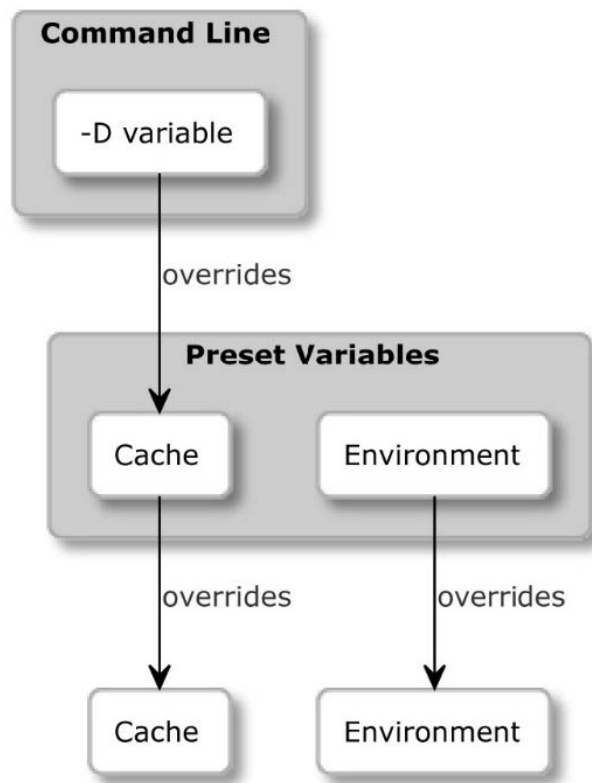 Command Line
-D variable
overrides
Preset Variables
Cache
Environment
overrides
overrides
Cache
Environment